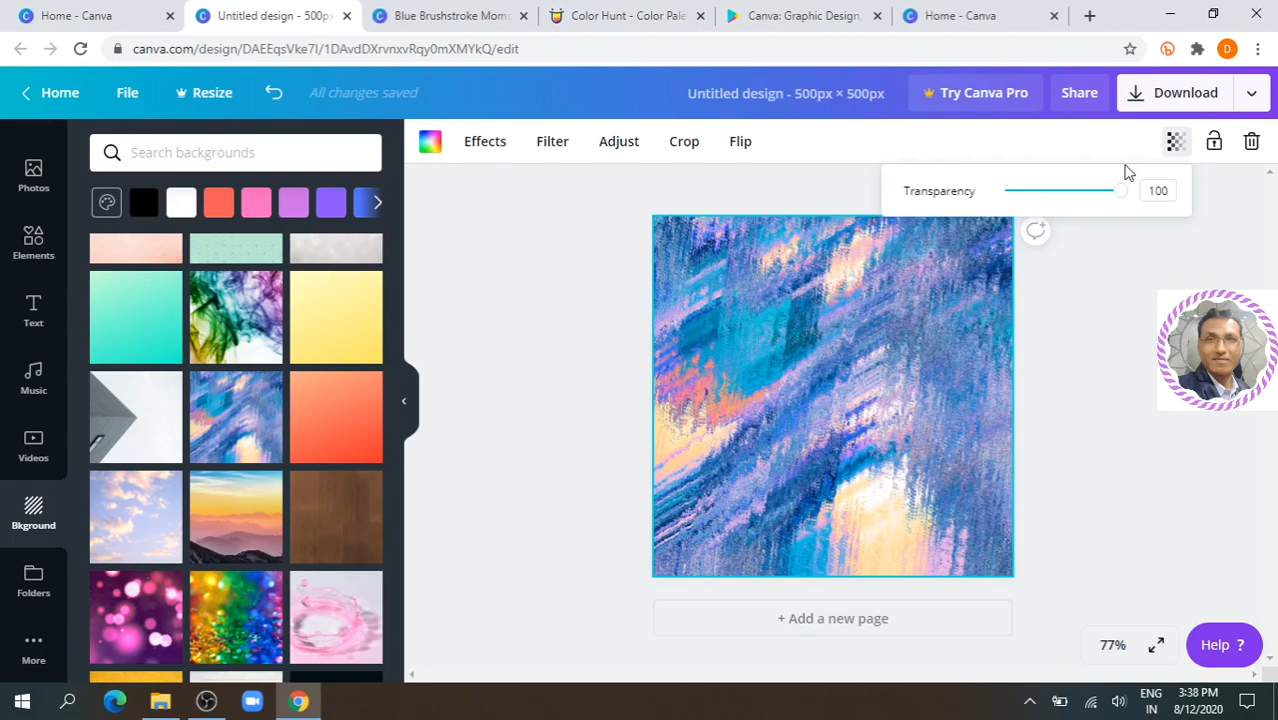 Home - Canva
Untitled design - 500px
Blue Brushstroke Moms
Color Hunt - Color Pale
Canva: Graphic Design,
Home - Canva
D
canva.com/design/DAEEqsVke7I/1DAvdDXrvnxvRqy0mXMYkQ/edit
Home
File
Resize
All changes saved
Untitled design - 500px × 500px
Try Canva Pro
Share
Download
Search backgrounds
Effects
Filter
Adjust
Crop
Flip
Transparency
100
Photos
Elements
Text
Music
Videos
Bkground
Folders
More
+ Add a new page
77%
Help ?
ENG
IN
3:38 PM
8/12/2020